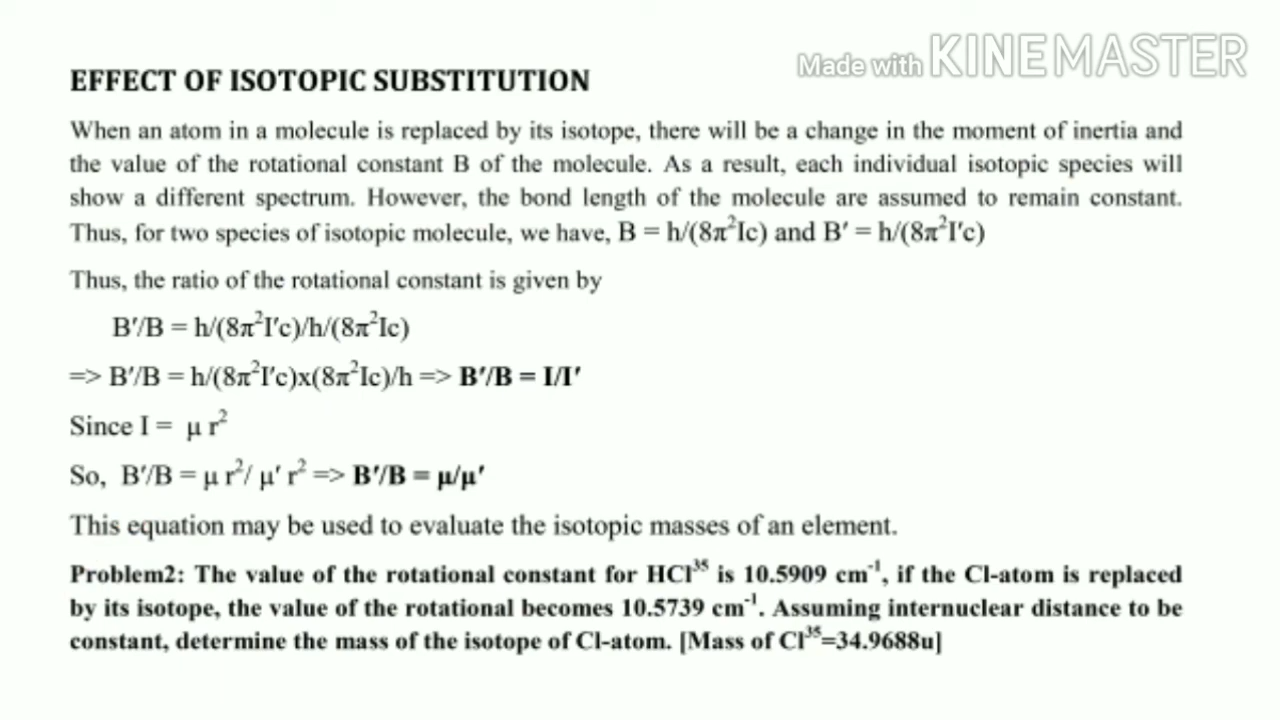 Made with KINEMASTER
EFFECT OF ISOTOPIC SUBSTITUTION
When an atom in a molecule is replaced by its isotope, there will be a change in the moment of inertia and
the value of the rotational constant B of the molecule. As a result, each individual isotopic species will
show a different spectrum. However, the bond length of the molecule are assumed to remain constant.
Thus, for two species of isotopic molecule, we have, B = h/(8π²Ic) and B′ = h/(8π²I′c)
Thus, the ratio of the rotational constant is given by
B′/B = h/(8π²I′c)/h/(8π²Ic)
=> B′/B = h/(8π²I′c)x(8π²Ic)/h => B′/B = I/I′
Since I = μ r²
So, B′/B = μ r²/ μ′ r² => B′/B = μ/μ′
This equation may be used to evaluate the isotopic masses of an element.
Problem2: The value of the rotational constant for HCl³⁵ is 10.5909 cm⁻¹, if the Cl-atom is replaced
by its isotope, the value of the rotational becomes 10.5739 cm⁻¹. Assuming internuclear distance to be
constant, determine the mass of the isotope of Cl-atom. [Mass of Cl³⁵=34.9688u]